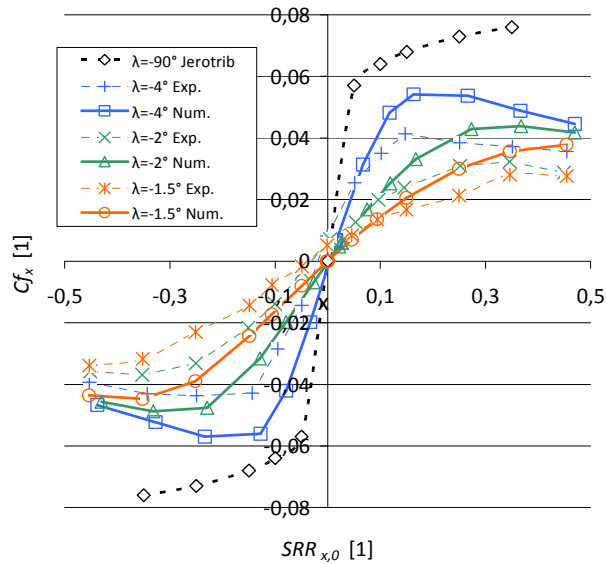 0,08
0,06
0,04
0,02
0
-0,02
-0,04
-0,06
-0,08
-0,5
-0,3
-0,1
0,1
0,3
0,5
x
λ=-90° Jerotrib
λ=-4° Exp.
λ=-4° Num.
λ=-2° Exp.
λ=-2° Num.
λ=-1.5° Exp.
λ=-1.5° Num.
Cfx [1]
SRR x,0 [1]